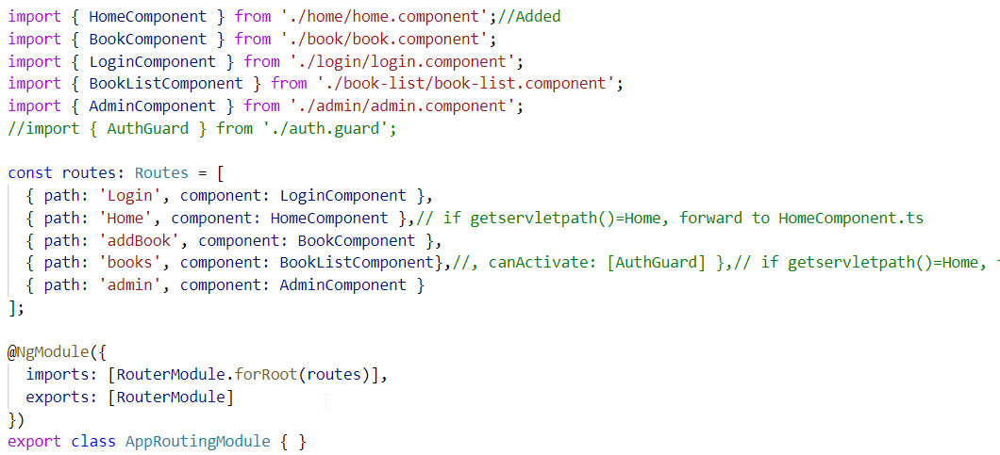 import { HomeComponent } from './home/home.component';//Added
import { BookComponent } from './book/book.component';
import { LoginComponent } from './login/login.component';
import { BookListComponent } from './book-list/book-list.component';
import { AdminComponent } from './admin/admin.component';
//import { AuthGuard } from './auth.guard';

const routes: Routes = [
  { path: 'Login', component: LoginComponent },
  { path: 'Home', component: HomeComponent },// if getservletpath()=Home, forward to HomeComponent.ts
  { path: 'addBook', component: BookComponent },
  { path: 'books', component: BookListComponent},//, canActivate: [AuthGuard] },// if getservletpath()=Home,
  { path: 'admin', component: AdminComponent }
];

@NgModule({
  imports: [RouterModule.forRoot(routes)],
  exports: [RouterModule]
})
export class AppRoutingModule { }